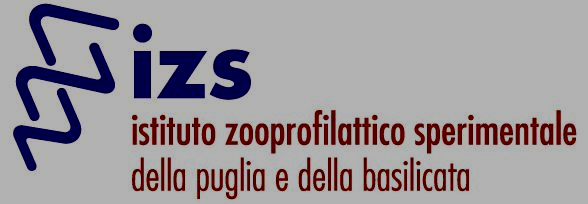 izs
istituto zooprofilattico sperimentale
della puglia e della basilicata